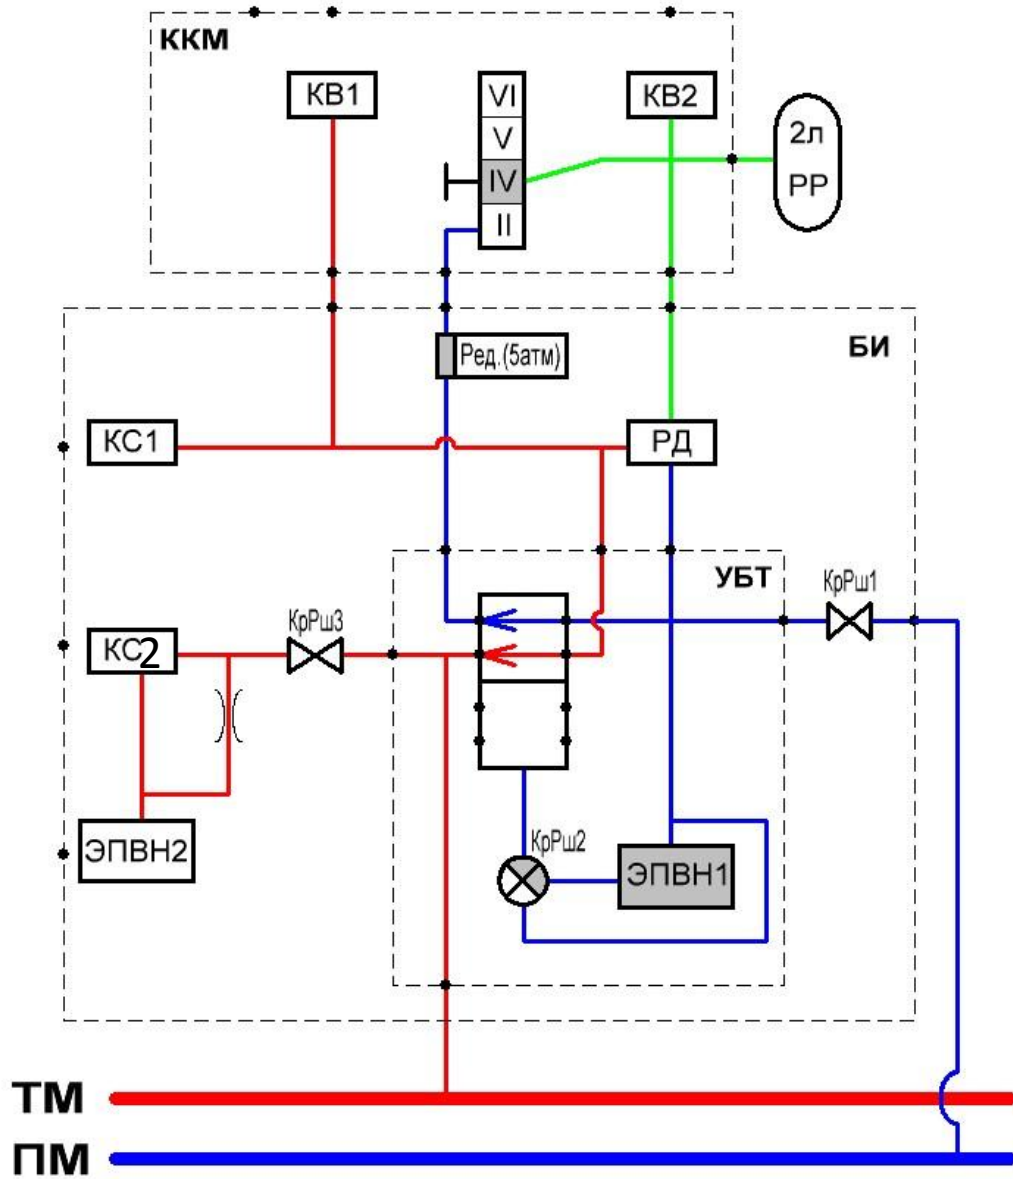 ККМ
КВ1
VI
V
IV
II
КВ2
2л
РР
БИ
Ред.(5атм)
КС1
РД
УБТ
КрРш1
КрРш3
КС2
КрРш2
ЭПВН2
ЭПВН1
ТМ
ПМ